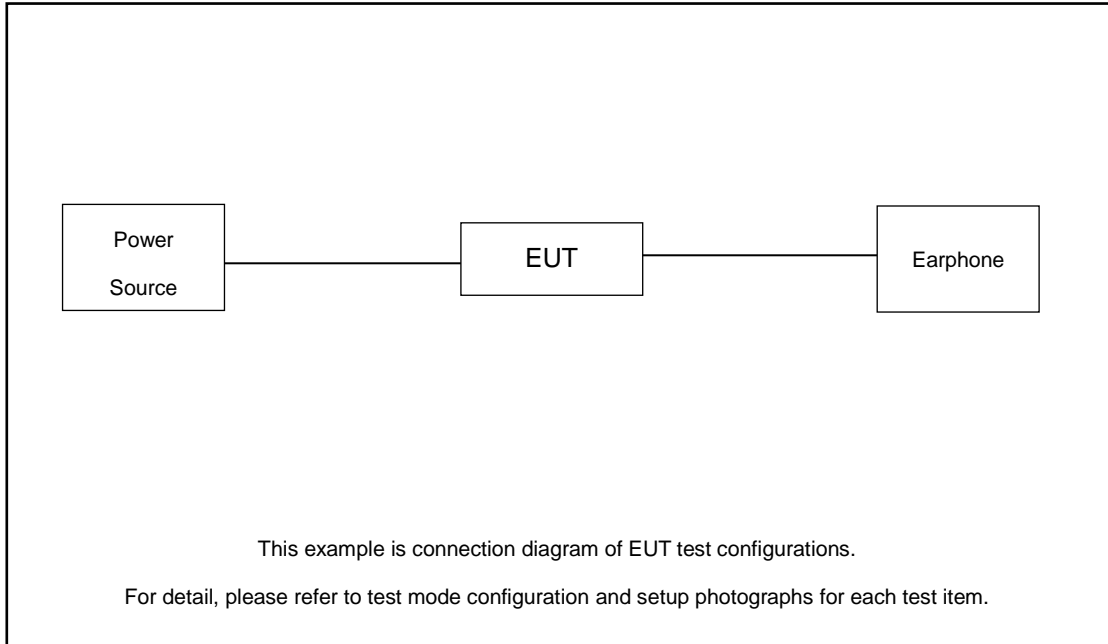 Power
Source
EUT
Earphone
This example is connection diagram of EUT test configurations.
For detail, please refer to test mode configuration and setup photographs for each test item.